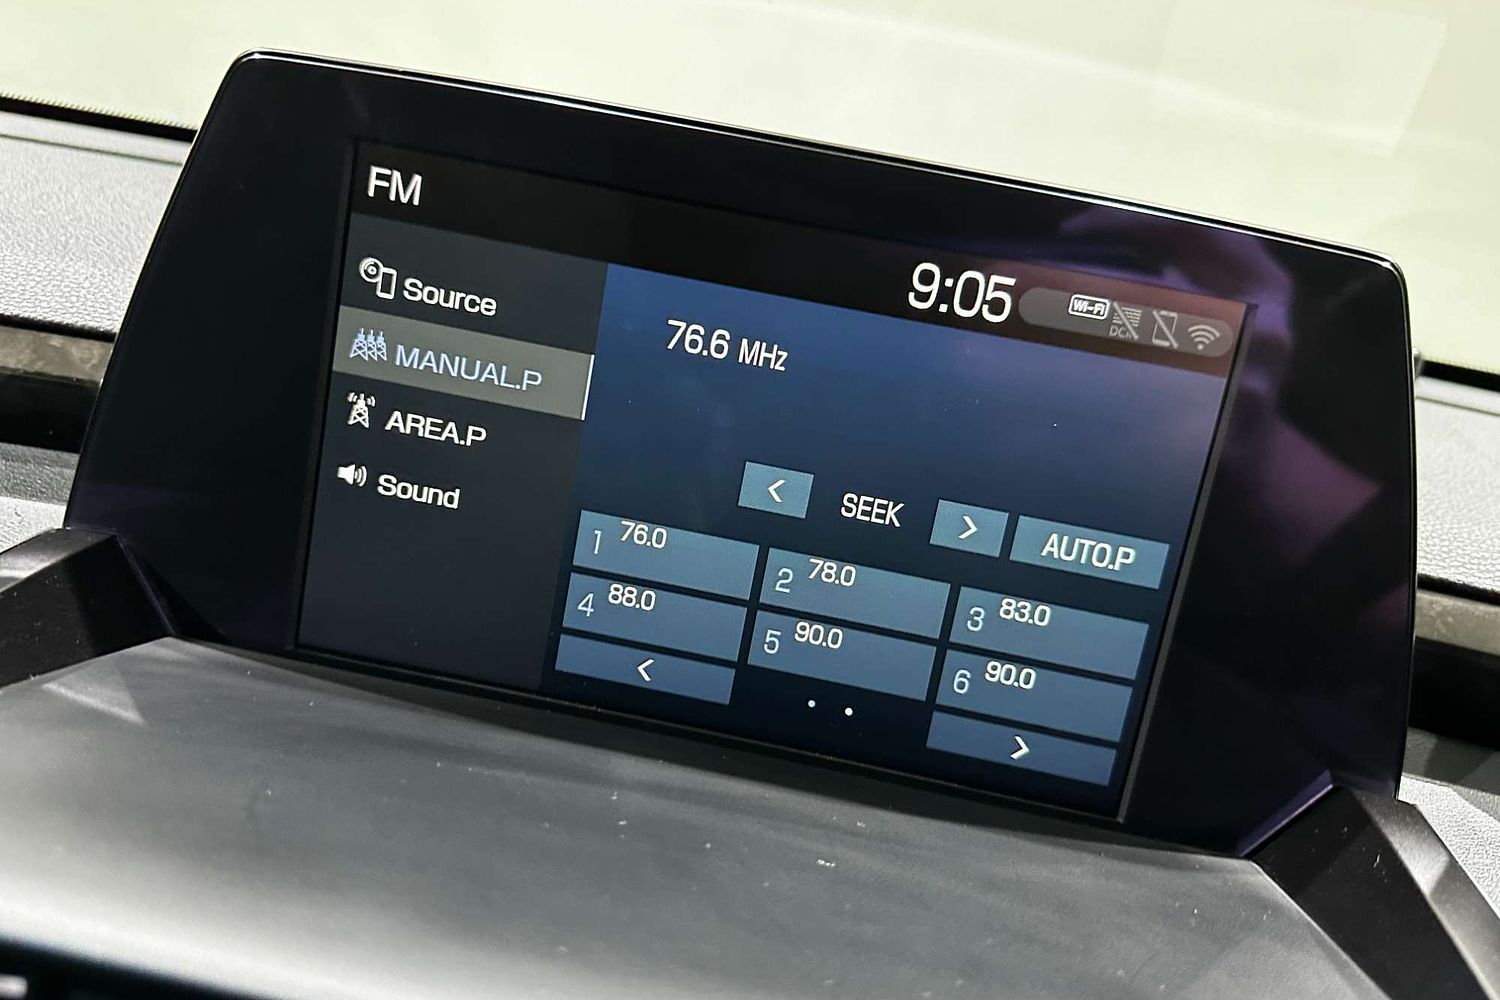 FM
9:05
Wi-Fi
DCM
Source
MANUAL.P
AREA.P
Sound
76.6 MHz
< SEEK >
AUTO.P
1 76.0
2 78.0
3 83.0
4 88.0
5 90.0
6 90.0
< >